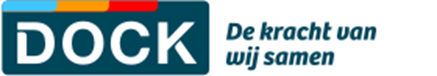 DOCK
De kracht van
wij samen